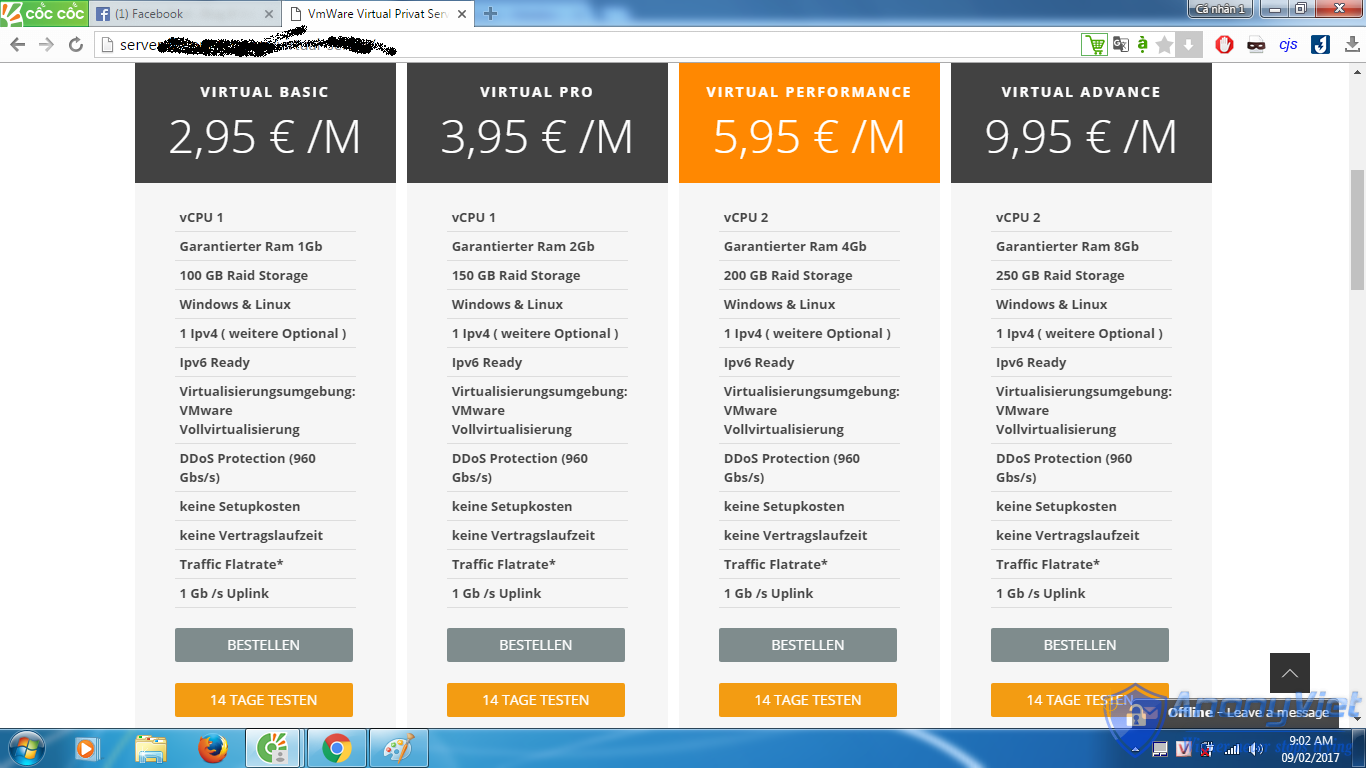 CỐC CỐC
(1) Facebook
VmWare Virtual Privat Serv
Cá nhân 1
serve
cjs
VIRTUAL BASIC
2,95 € /M
vCPU 1
Garantierter Ram 1Gb
100 GB Raid Storage
Windows & Linux
1 Ipv4 ( weitere Optional )
Ipv6 Ready
Virtualisierungsumgebung:
VMware
Vollvirtualisierung
DDoS Protection (960
Gbs/s)
keine Setupkosten
keine Vertragslaufzeit
Traffic Flatrate*
1 Gb /s Uplink
BESTELLEN
14 TAGE TESTEN
VIRTUAL PRO
3,95 € /M
vCPU 1
Garantierter Ram 2Gb
150 GB Raid Storage
Windows & Linux
1 Ipv4 ( weitere Optional )
Ipv6 Ready
Virtualisierungsumgebung:
VMware
Vollvirtualisierung
DDoS Protection (960
Gbs/s)
keine Setupkosten
keine Vertragslaufzeit
Traffic Flatrate*
1 Gb /s Uplink
BESTELLEN
14 TAGE TESTEN
VIRTUAL PERFORMANCE
5,95 € /M
vCPU 2
Garantierter Ram 4Gb
200 GB Raid Storage
Windows & Linux
1 Ipv4 ( weitere Optional )
Ipv6 Ready
Virtualisierungsumgebung:
VMware
Vollvirtualisierung
DDoS Protection (960
Gbs/s)
keine Setupkosten
keine Vertragslaufzeit
Traffic Flatrate*
1 Gb /s Uplink
BESTELLEN
14 TAGE TESTEN
VIRTUAL ADVANCE
9,95 € /M
vCPU 2
Garantierter Ram 8Gb
250 GB Raid Storage
Windows & Linux
1 Ipv4 ( weitere Optional )
Ipv6 Ready
Virtualisierungsumgebung:
VMware
Vollvirtualisierung
DDoS Protection (960
Gbs/s)
keine Setupkosten
keine Vertragslaufzeit
Traffic Flatrate*
1 Gb /s Uplink
BESTELLEN
14 TAGE TESTEN
AnonyViet
Offline – Leave a message
9:02 AM
09/02/2017